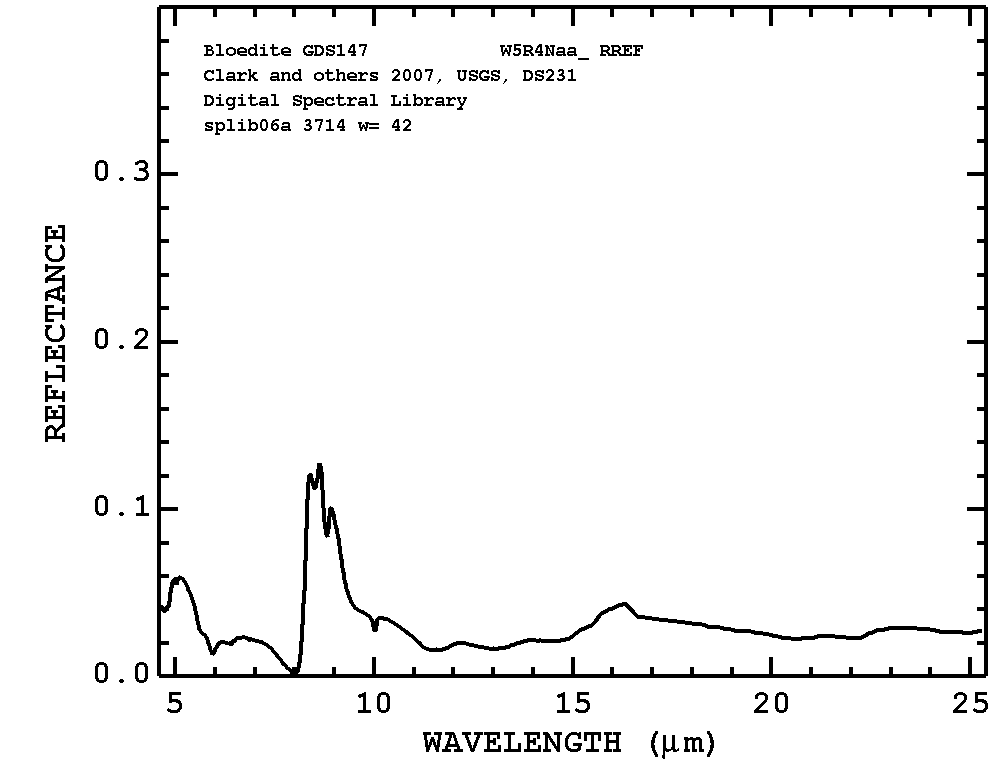 Bloedite GDS147 W5R4Naa_ RREF
Clark and others 2007, USGS, DS231
Digital Spectral Library
splib06a 3714 w= 42
0.3
0.2
0.1
0.0
REFLECTANCE
5 10 15 20 25
WAVELENGTH (μm)